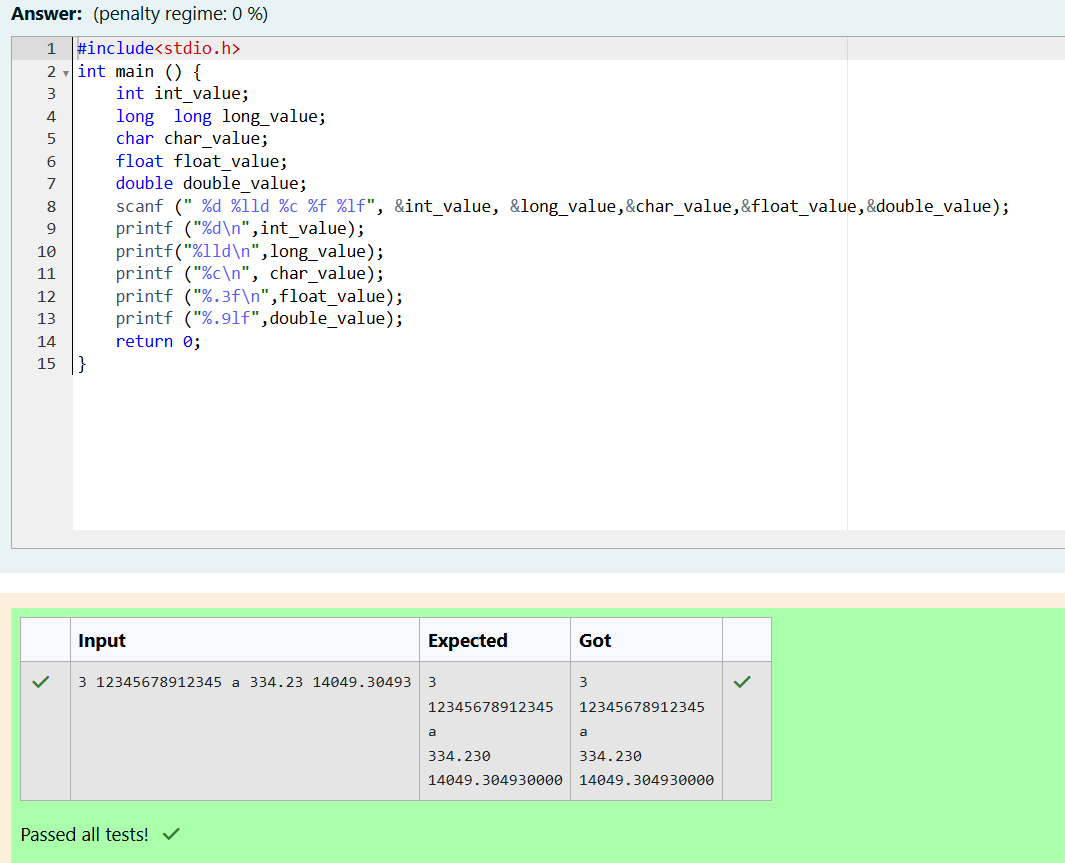 Answer: (penalty regime: 0 %)
1 #include<stdio.h>
2 int main () {
3     int int_value;
4     long  long long_value;
5     char char_value;
6     float float_value;
7     double double_value;
8     scanf (" %d %lld %c %f %lf", &int_value, &long_value,&char_value,&float_value,&double_value);
9     printf ("%d\n",int_value);
10     printf("%lld\n",long_value);
11     printf ("%c\n", char_value);
12     printf ("%.3f\n",float_value);
13     printf ("%.9lf",double_value);
14     return 0;
15 }
Input Expected Got
3 12345678912345 a 334.23 14049.30493 3 3
12345678912345 12345678912345
a a
334.230 334.230
14049.304930000 14049.304930000
Passed all tests!